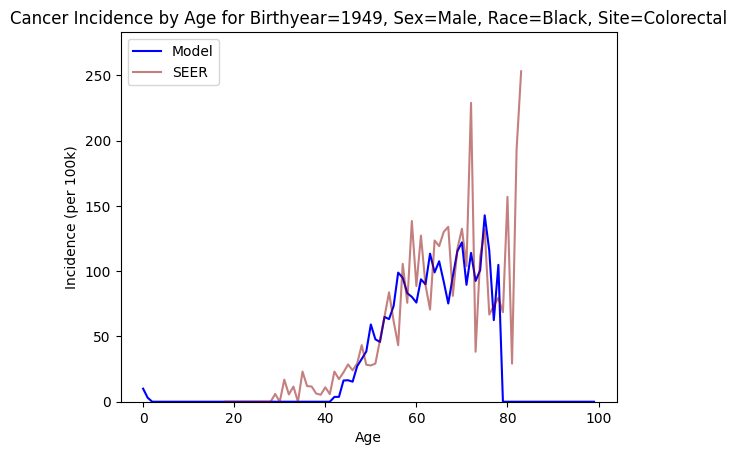 Cancer Incidence by Age for Birthyear=1949, Sex=Male, Race=Black, Site=Colorectal
Model
SEER
250
200
150
100
50
0
Incidence (per 100k)
0 20 40 60 80 100
Age